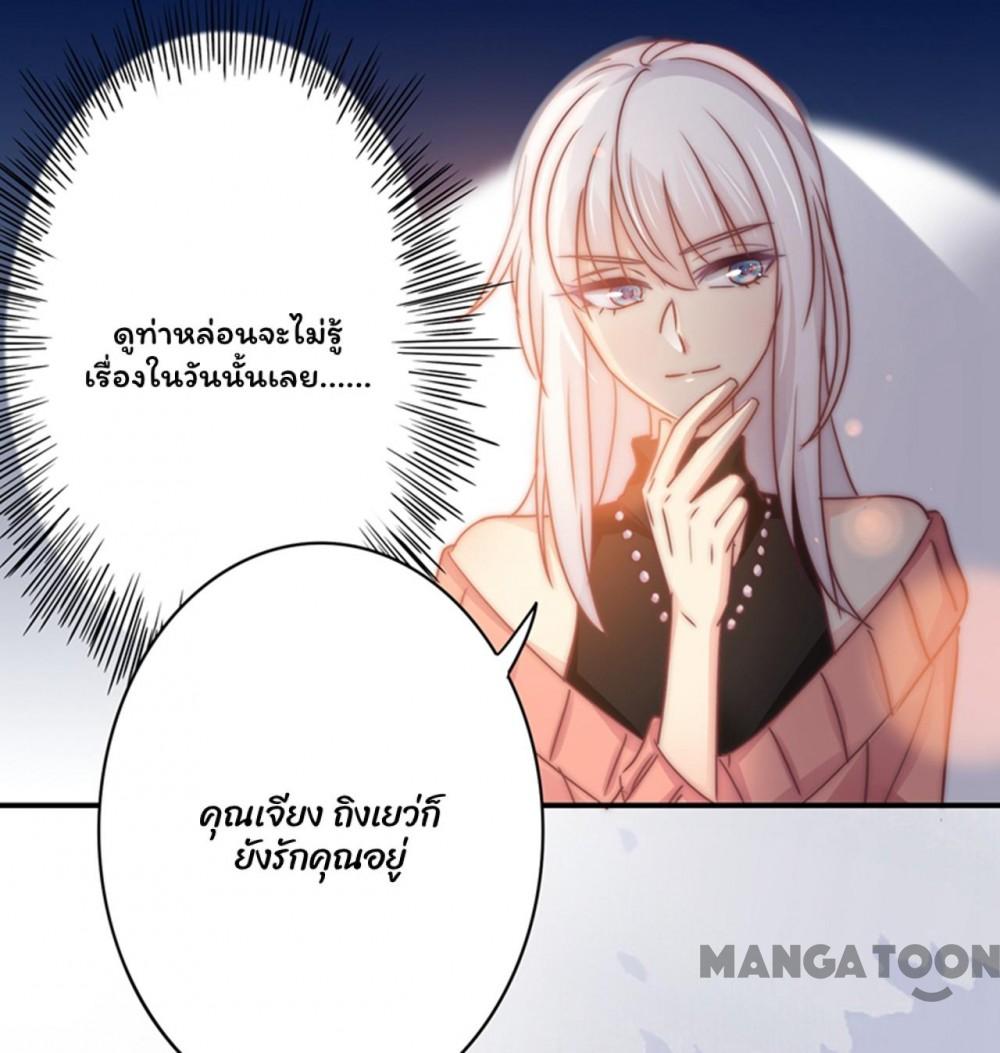 ดูท่าหล่อนจะไม่รู้
เรื่องในวันนั้นเลย......
คุณเจียง ถิงเยว่ก็
ยังรักคุณอยู่
MANGATOON